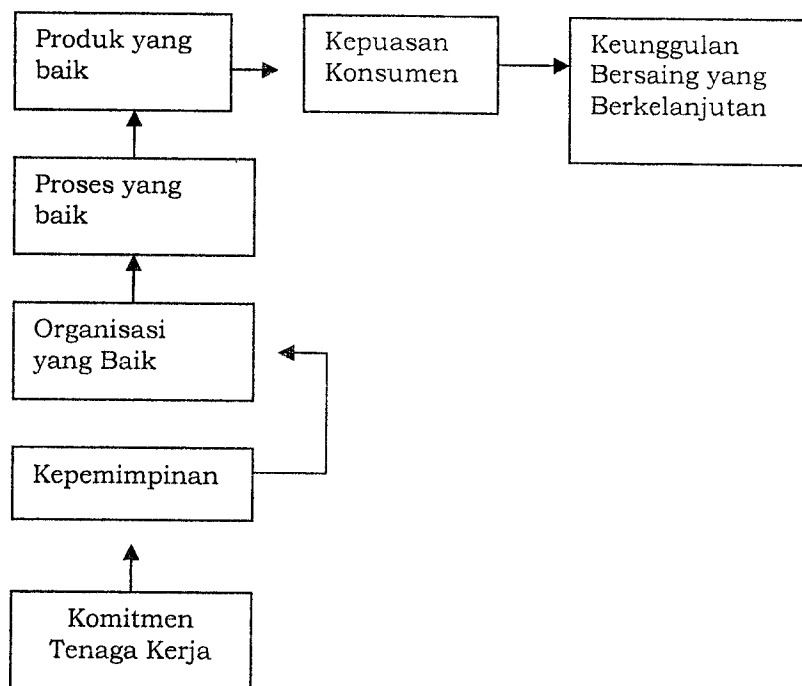 Produk yang
baik
Kepuasan
Konsumen
Keunggulan
Bersaing yang
Berkelanjutan
Proses yang
baik
Organisasi
yang Baik
Kepemimpinan
Komitmen
Tenaga Kerja